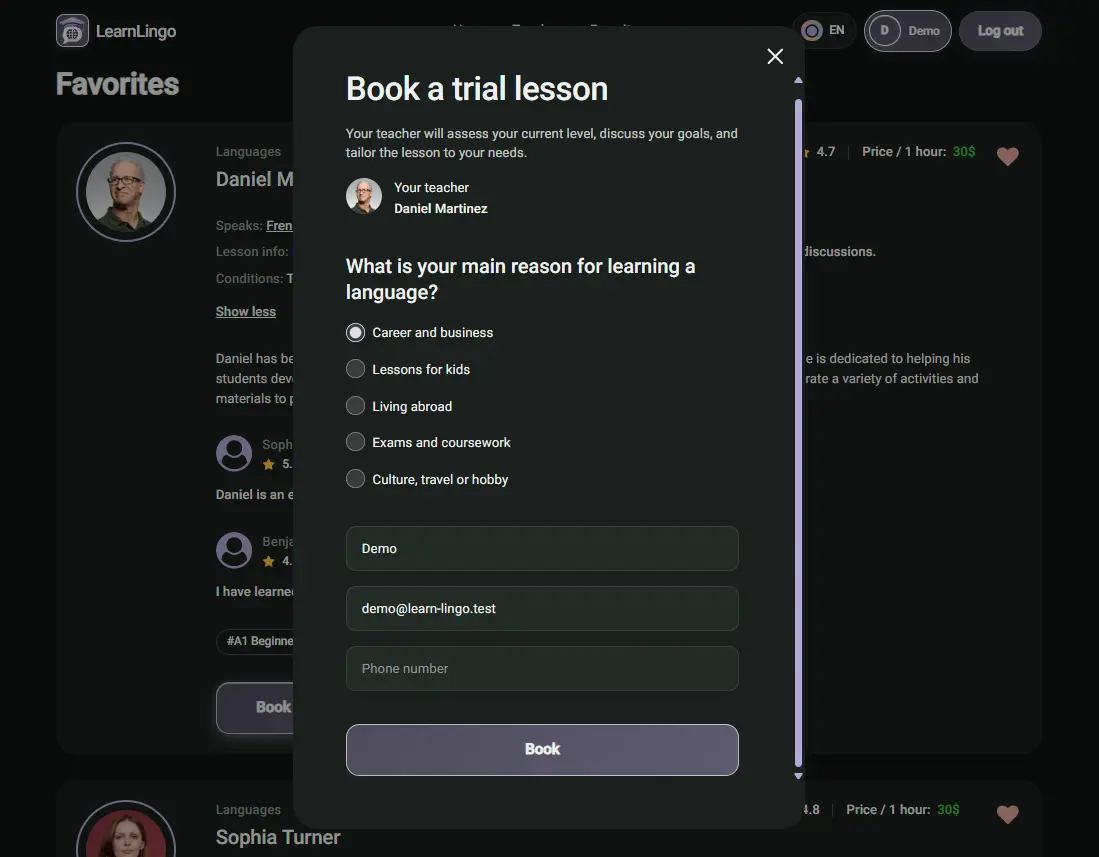 LearnLingo
EN
D
Demo
Log out
Favorites
Languages
Daniel M
Speaks: Fren
Lesson info:
Conditions: T
Show less
4.7
Price / 1 hour: 30$
discussions.
Daniel has be
e is dedicated to helping his
students dev
rate a variety of activities and
materials to p
Soph
5.
Daniel is an e
Benja
4.
I have learne
#A1 Beginne
Book
Book a trial lesson
Your teacher will assess your current level, discuss your goals, and
tailor the lesson to your needs.
Your teacher
Daniel Martinez
What is your main reason for learning a
language?
Career and business
Lessons for kids
Living abroad
Exams and coursework
Culture, travel or hobby
Demo
demo@learn-lingo.test
Phone number
Book
Languages
Sophia Turner
4.8
Price / 1 hour: 30$